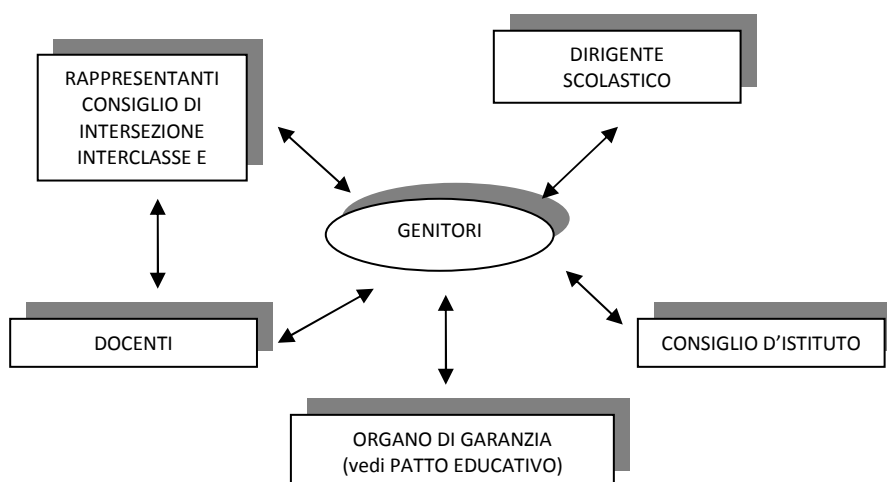 RAPPRESENTANTI
CONSIGLIO DI
INTERSEZIONE
INTERCLASSE E
DIRIGENTE
SCOLASTICO
GENITORI
DOCENTI
CONSIGLIO D'ISTITUTO
ORGANO DI GARANZIA
(vedi PATTO EDUCATIVO)